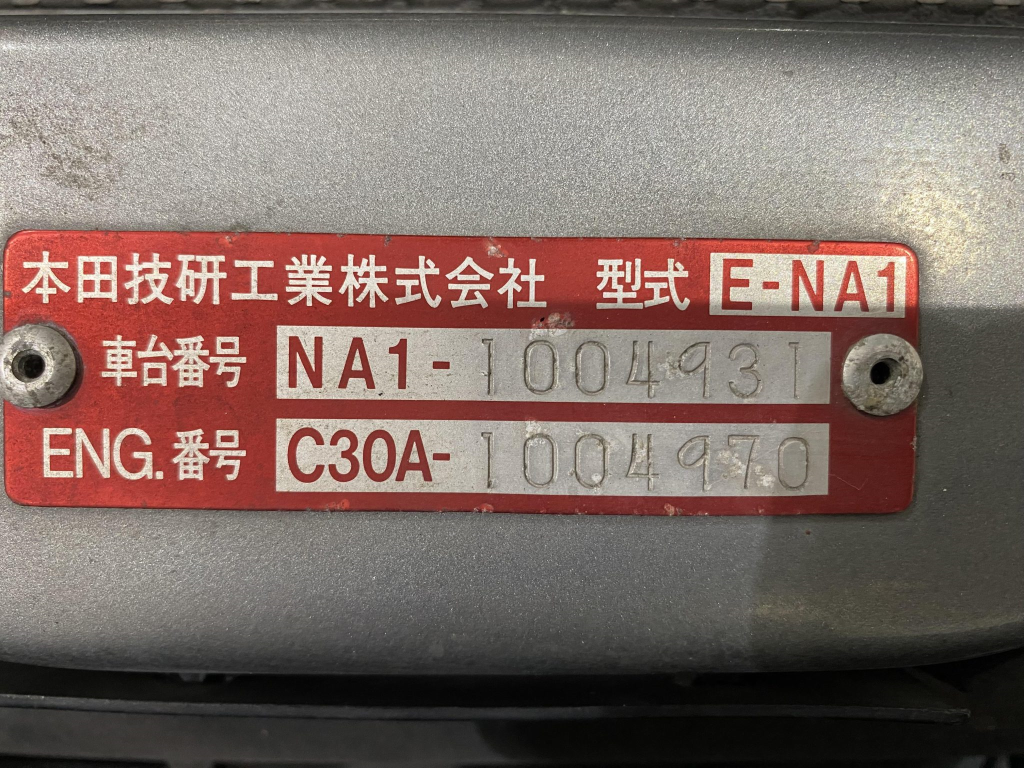 本田技研工業株式会社 型式 E-NA1
車台番号 NA1-1004931
ENG.番号 C30A-1004970